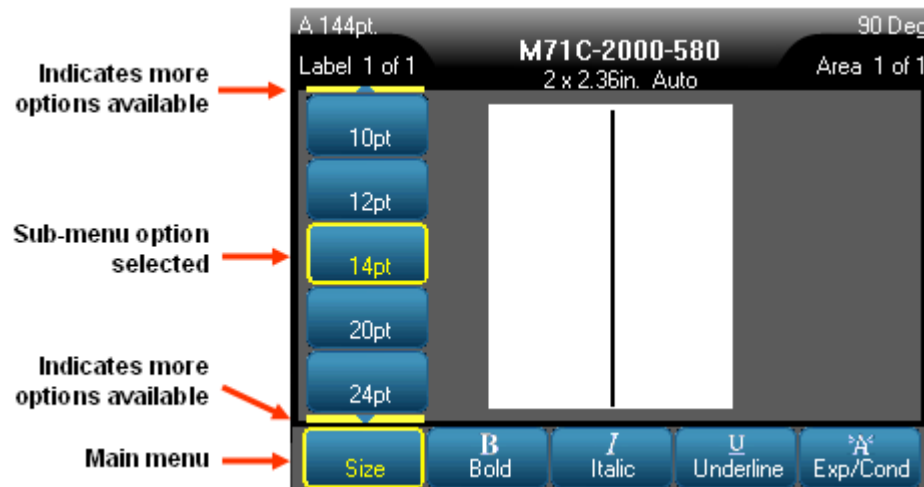 A 144pt.
90 Deg
M71C-2000-580
Label 1 of 1
2 x 2.36in. Auto
Area 1 of 1
Indicates more
options available
10pt
12pt
Sub-menu option
selected
14pt
20pt
Indicates more
options available
24pt
Main menu
Size
B
Bold
I
Italic
U
Underline
A
Exp/Cond